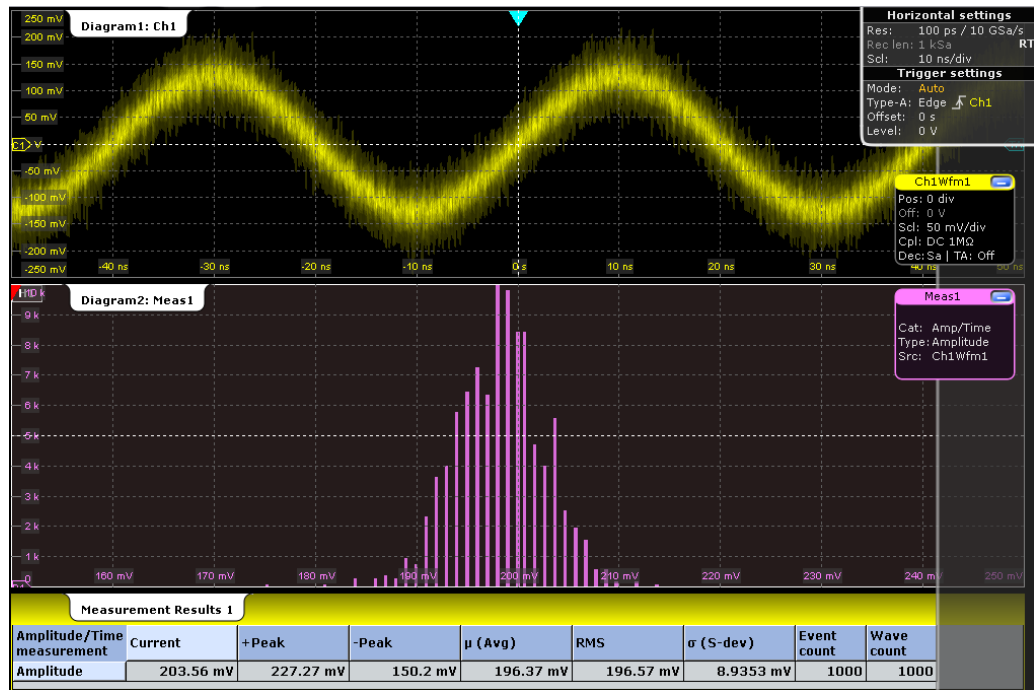 250 mV
Diagram1: Ch1
200 mV
150 mV
100 mV
50 mV
C1 V
-50 mV
-100 mV
-150 mV
-200 mV
-250 mV
-40 ns -30 ns -20 ns -10 ns 0 s 10 ns 20 ns 30 ns 40 ns 50 ns
Horizontal settings
Res: 100 ps / 10 GSa/s
Rec len: 1 kSa RT
Scl: 10 ns/div
Trigger settings
Mode: Auto
Type-A: Edge Ch1
Offset: 0 s
Level: 0 V
Ch1Wfm1
Pos: 0 div
Off: 0 V
Scl: 50 mV/div
Cpl: DC 1MΩ
Dec: Sa | TA: Off
10 k
Diagram2: Meas1
9 k
8 k
7 k
6 k
5 k
4 k
3 k
2 k
1 k
0
160 mV 170 mV 180 mV 190 mV 200 mV 210 mV 220 mV 230 mV 240 mV 250 mV
Meas1
Cat: Amp/Time
Type: Amplitude
Src: Ch1Wfm1
Measurement Results 1
Amplitude/Time measurement Current +Peak -Peak μ (Avg) RMS σ (S-dev) Event count Wave count
Amplitude 203.56 mV 227.27 mV 150.2 mV 196.37 mV 196.57 mV 8.9353 mV 1000 1000